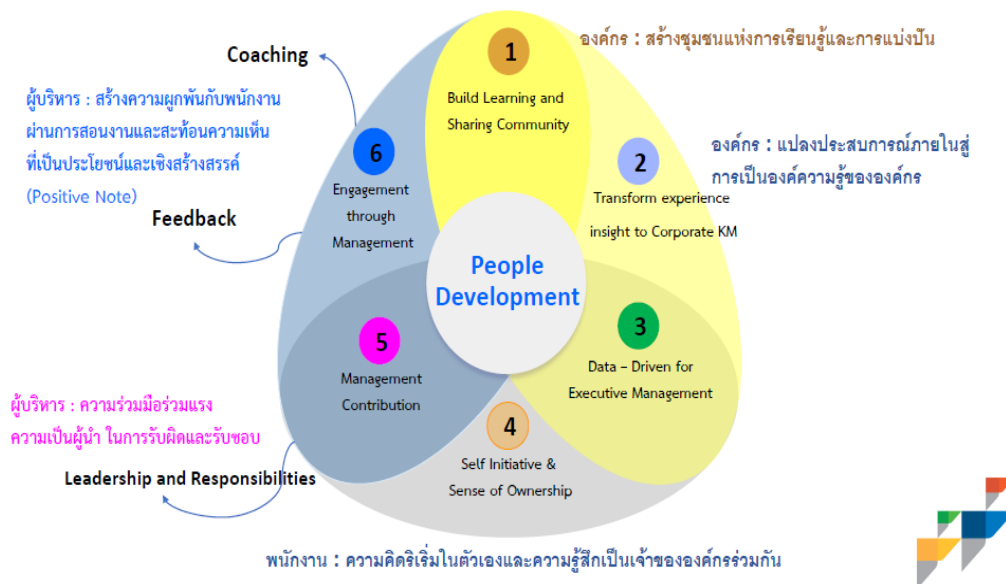 1
องค์กร : สร้างชุมชนแห่งการเรียนรู้และการแบ่งปัน
Build Learning and
Sharing Community
Coaching
ผู้บริหาร : สร้างความผูกพันกับพนักงาน
ผ่านการสอนงานและสะท้อนความเห็น
ที่เป็นประโยชน์และเชิงสร้างสรรค์
(Positive Note)
6
Engagement
through
Management
Feedback
2
องค์กร : แปลงประสบการณ์ภายในสู่
การเป็นองค์ความรู้ขององค์กร
Transform experience
insight to Corporate KM
People
Development
3
Data – Driven for
Executive Management
5
Management
Contribution
ผู้บริหาร : ความร่วมมือร่วมแรง
ความเป็นผู้นำ ในการรับผิดและรับชอบ
Leadership and Responsibilities
4
Self Initiative &
Sense of Ownership
พนักงาน : ความคิดริเริ่มในตัวเองและความรู้สึกเป็นเจ้าขององค์กรร่วมกัน